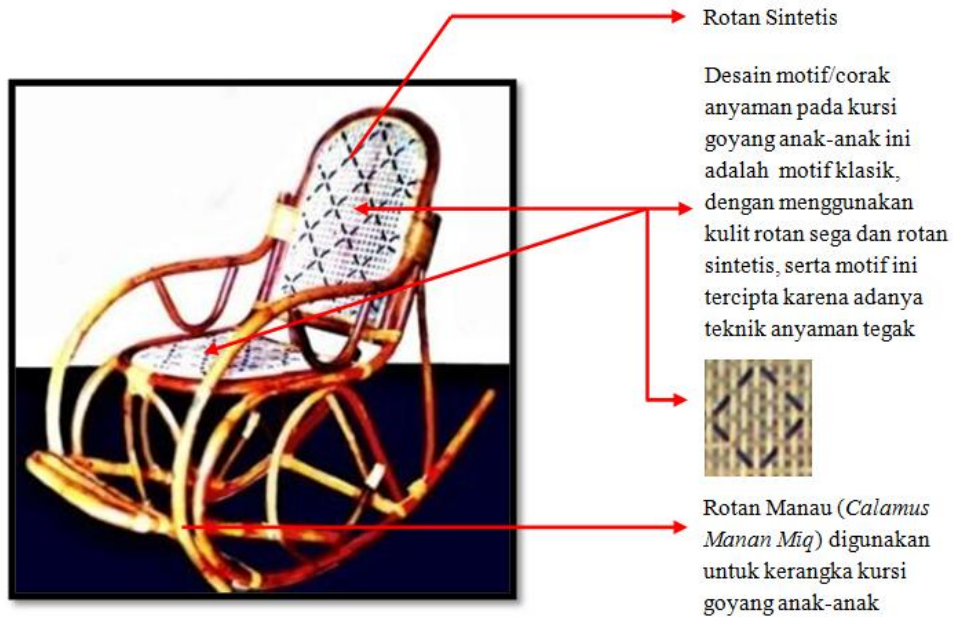 Rotan Sintetis
Desain motif/corak
anyaman pada kursi
goyang anak-anak ini
adalah motif klasik,
dengan menggunakan
kulit rotan sega dan rotan
sintetis, serta motif ini
tercipta karena adanya
teknik anyaman tegak
Rotan Manau (Calamus
Manan Miq) digunakan
untuk kerangka kursi
goyang anak-anak